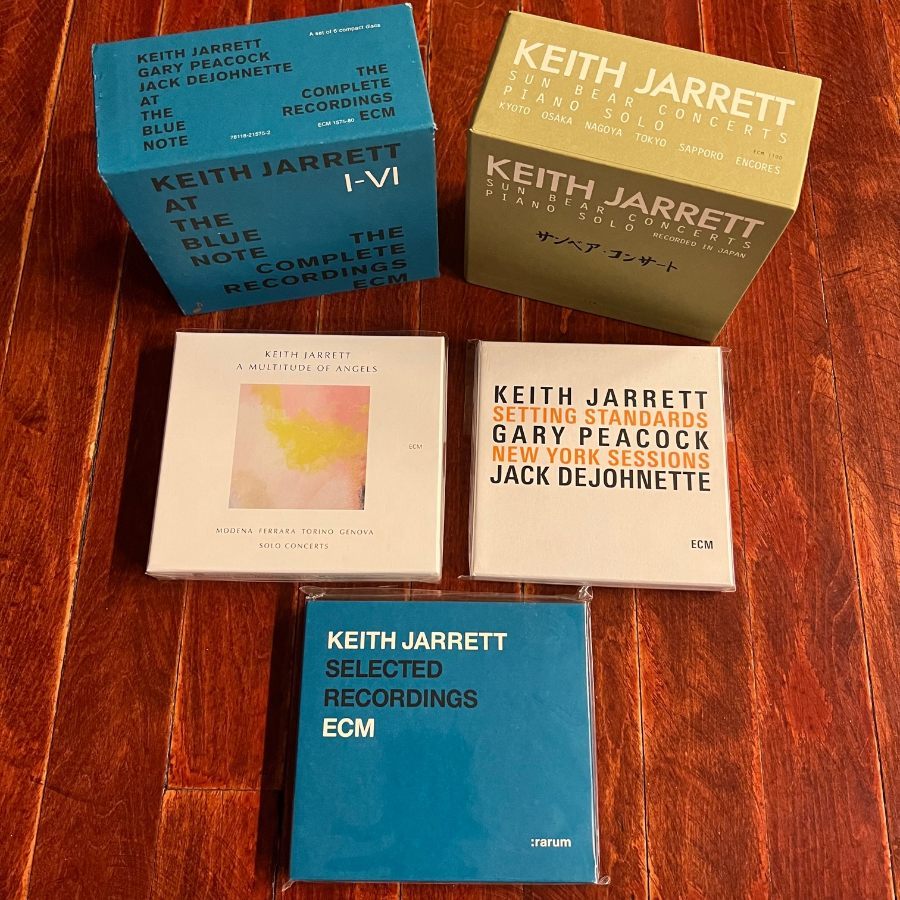 A set of 6 compact discs
KEITH JARRETT
GARY PEACOCK
JACK DEJOHNETTE
AT THE
THE COMPLETE
BLUE RECORDINGS
NOTE ECM
78118-21575-2 ECM 1575-80
KEITH JARRETT
I-VI
AT
THE
BLUE THE
NOTE COMPLETE
RECORDINGS
ECM
KEITH JARRETT
SUN BEAR CONCERTS
PIANO SOLO
KYOTO OSAKA NAGOYA TOKYO SAPPORO ENCORES
ECM 1100
KEITH JARRETT
SUN BEAR CONCERTS
PIANO SOLO RECORDED IN JAPAN
サンベア・コンサート
KEITH JARRETT
A MULTITUDE OF ANGELS
ECM
MODENA FERRARA TORINO GENOVA
SOLO CONCERTS
KEITH JARRETT
SETTING STANDARDS
GARY PEACOCK
NEW YORK SESSIONS
JACK DEJOHNETTE
ECM
KEITH JARRETT
SELECTED
RECORDINGS
ECM
:rarum